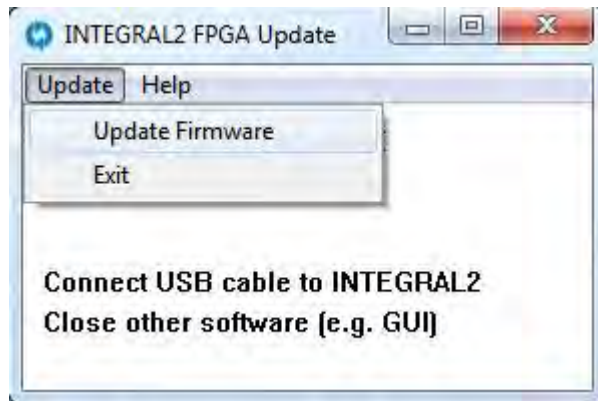 INTEGRAL2 FPGA Update
Update Help
Update Firmware
Exit
Connect USB cable to INTEGRAL2
Close other software (e.g. GUI)